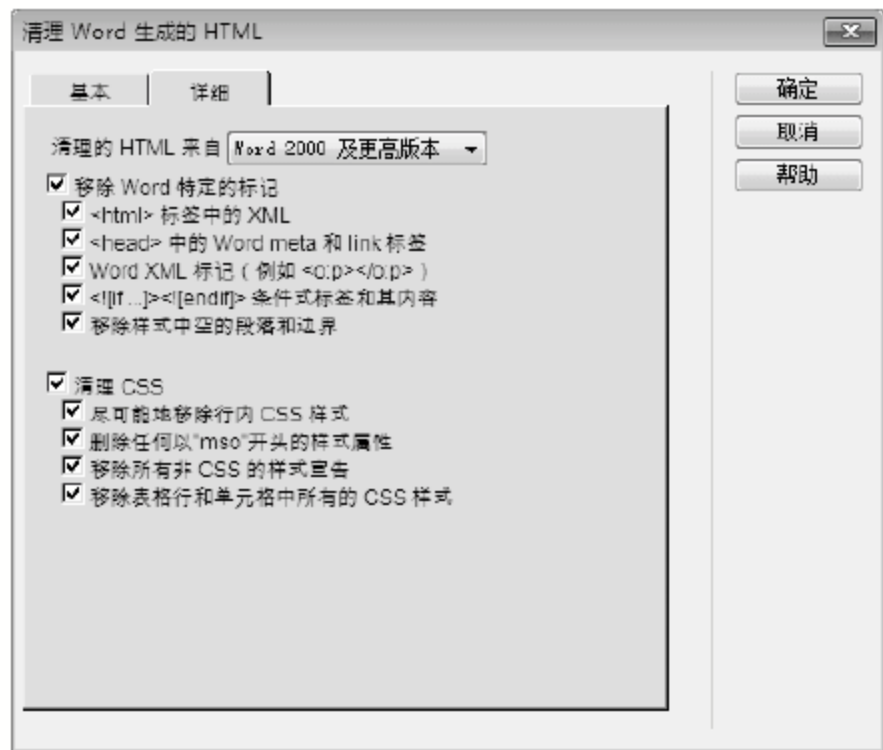 清理 Word 生成的 HTML
基本
详细
确定
取消
帮助
清理的 HTML 来自 Word 2000 及更高版本
移除 Word 特定的标记
<html> 标签中的 XML
<head> 中的 Word meta 和 link 标签
Word XML 标记（例如 <o:p></o:p>）
<![if ...]><![endif]> 条件式标签和其内容
移除样式中空的段落和边界
清理 CSS
尽可能地移除行内 CSS 样式
删除任何以"mso"开头的样式属性
移除所有非 CSS 的样式宣告
移除表格行和单元格中所有的 CSS 样式